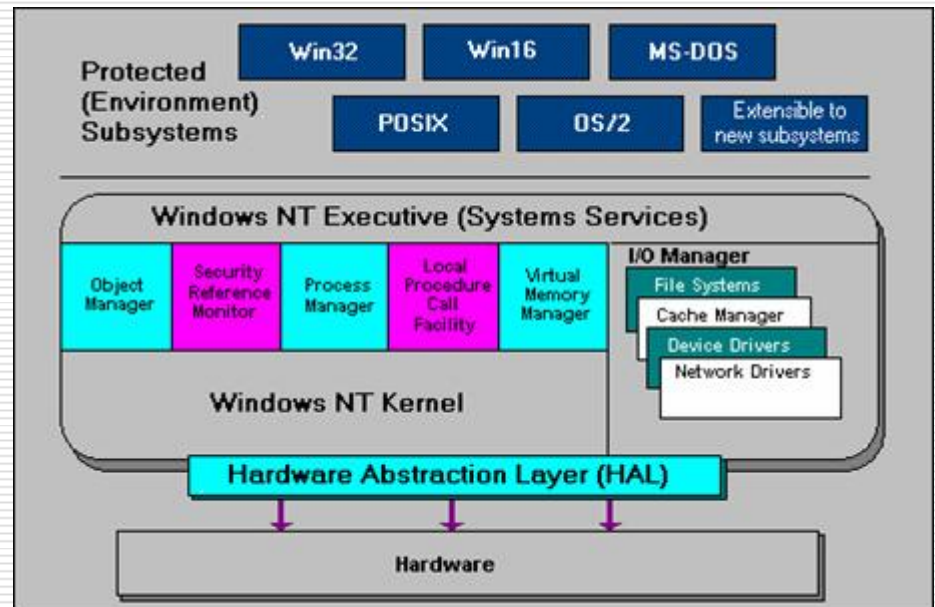 Protected
(Environment)
Subsystems
Win32
Win16
MS-DOS
POSIX
OS/2
Extensible to
new subsystems
Windows NT Executive (Systems Services)
Object
Manager
Security
Reference
Monitor
Process
Manager
Local
Procedure
Call
Facility
Virtual
Memory
Manager
I/O Manager
File Systems
Cache Manager
Device Drivers
Network Drivers
Windows NT Kernel
Hardware Abstraction Layer (HAL)
Hardware